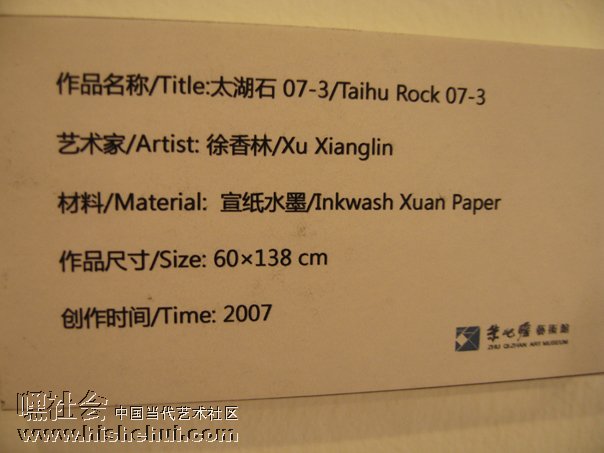 作品名称/Title:太湖石 07-3/Taihu Rock 07-3
艺术家/Artist: 徐香林/Xu Xianglin
材料/Material: 宣纸水墨/Inkwash Xuan Paper
作品尺寸/Size: 60×138 cm
创作时间/Time: 2007
朱屺瞻藝術館
ZHU QIZHAN ART MUSEUM
嘿社会 中国当代艺术社区
www.hishehui.com